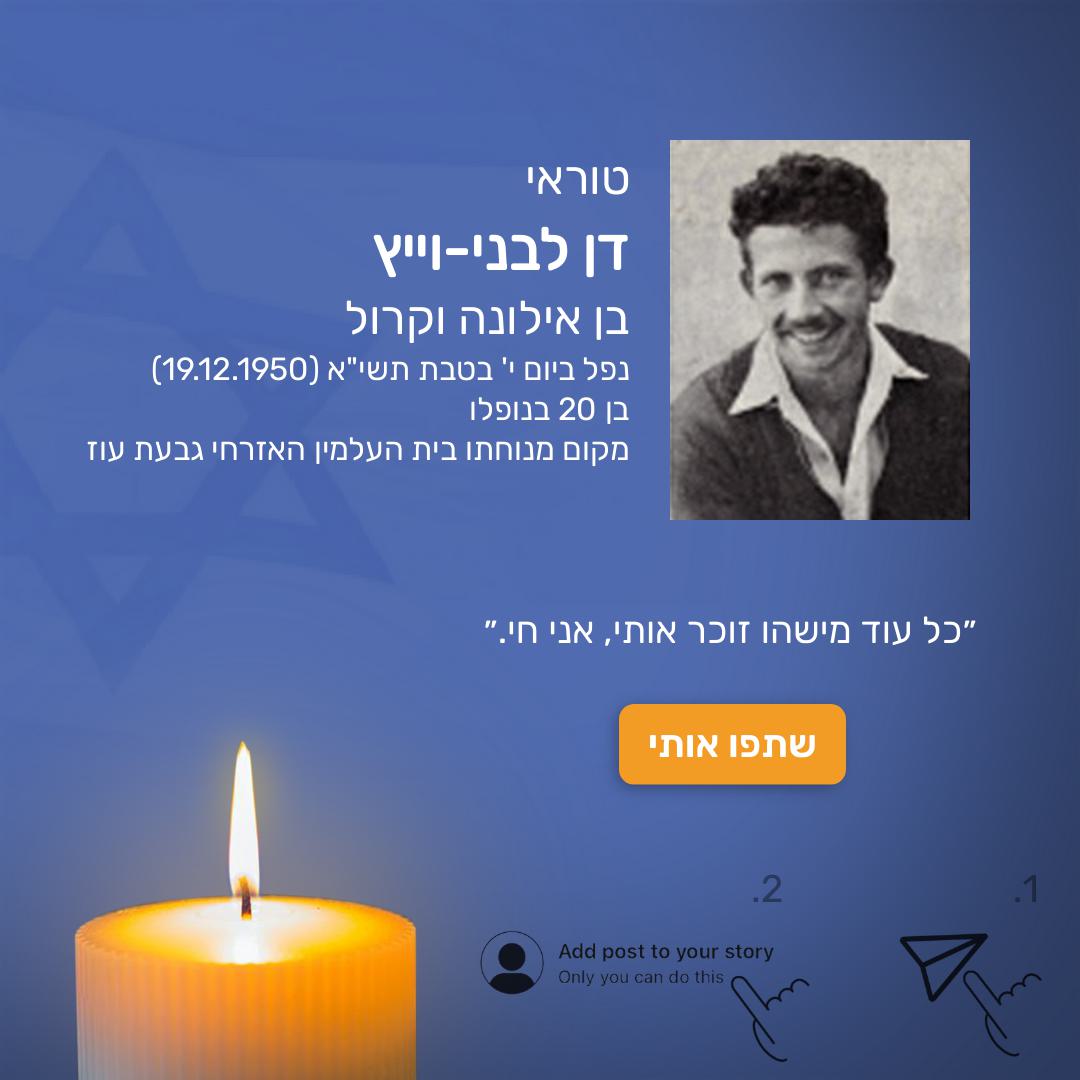 טוראי
דן לבני-וייץ
בן אילונה וקרול
נפל ביום י' בטבת תשי"א (19.12.1950)
בן 20 בנופלו
מקום מנוחתו בית העלמין האזרחי גבעת עוז
״כל עוד מישהו זוכר אותי, אני חי.״
שתפו אותי
1.
2.
Add post to your story
Only you can do this